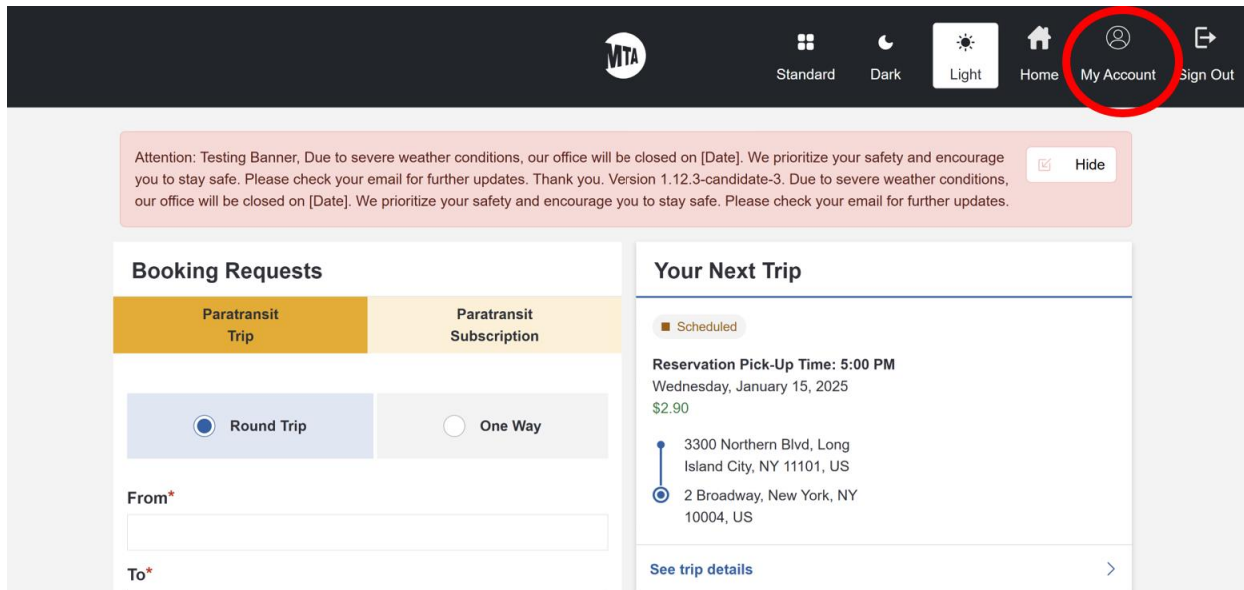 MTA
Standard
Dark
Light
Home
My Account
Sign Out
Attention: Testing Banner, Due to severe weather conditions, our office will be closed on [Date]. We prioritize your safety and encourage
you to stay safe. Please check your email for further updates. Thank you. Version 1.12.3-candidate-3. Due to severe weather conditions,
our office will be closed on [Date]. We prioritize your safety and encourage you to stay safe. Please check your email for further updates.
Hide
Booking Requests
Paratransit
Trip
Paratransit
Subscription
Round Trip
One Way
From*
To*
Your Next Trip
Scheduled
Reservation Pick-Up Time: 5:00 PM
Wednesday, January 15, 2025
$2.90
3300 Northern Blvd, Long
Island City, NY 11101, US
2 Broadway, New York, NY
10004, US
See trip details